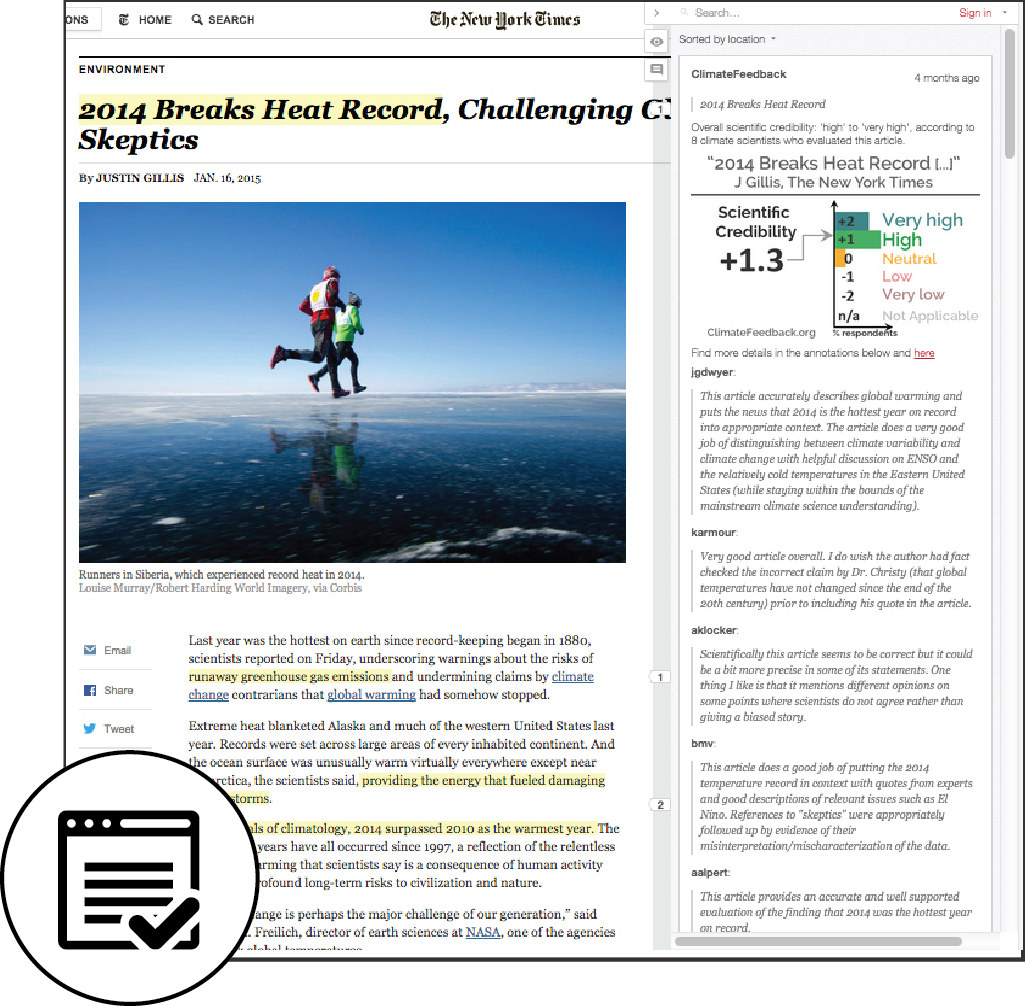 ONS
HOME
SEARCH
The New York Times
ENVIRONMENT
2014 Breaks Heat Record, Challenging
Skeptics
By JUSTIN GILLIS JAN. 16, 2015
Runners in Siberia, which experienced record heat in 2014.
Louise Murray/Robert Harding World Imagery, via Corbis
Email
Share
Tweet
Last year was the hottest on earth since record-keeping began in 1880,
scientists reported on Friday, underscoring warnings about the risks of
runaway greenhouse gas emissions and undermining claims by climate
change contrarians that global warming had somehow stopped.
Extreme heat blanketed Alaska and much of the western United States last
year. Records were set across large areas of every inhabited continent. And
the ocean surface was unusually warm virtually everywhere except near
arctica, the scientists said, providing the energy that fueled damaging
storms.
als of climatology, 2014 surpassed 2010 as the warmest year. The
years have all occurred since 1997, a reflection of the relentless
arming that scientists say is a consequence of human activity
rofound long-term risks to civilization and nature.
ange is perhaps the major challenge of our generation,” said
. Freilich, director of earth sciences at NASA, one of the agencies
global temperatures.
1
1
2
Search...
Sign in
Sorted by location
ClimateFeedback
4 months ago
2014 Breaks Heat Record
Overall scientific credibility: 'high' to 'very high', according to
8 climate scientists who evaluated this article.
“2014 Breaks Heat Record [...]“
J Gillis, The New York Times
Scientific
Credibility
+1.3
+2 Very high
+1 High
0 Neutral
-1 Low
-2 Very low
n/a Not Applicable
ClimateFeedback.org
% respondents
Find more details in the annotations below and here
jgdwyer:
This article accurately describes global warming and
puts the news that 2014 is the hottest year on record
into appropriate context. The article does a very good
job of distinguishing between climate variability and
climate change with helpful discussion on ENSO and
the relatively cold temperatures in the Eastern United
States (while staying within the bounds of the
mainstream climate science understanding).
karmour:
Very good article overall. I do wish the author had fact
checked the incorrect claim by Dr. Christy (that global
temperatures have not changed since the end of the
20th century) prior to including his quote in the article.
aklocker:
Scientifically this article seems to be correct but it could
be a bit more precise in some of its statements. One
thing I like is that it mentions different opinions on
some points where scientists do not agree rather than
giving a biased story.
bmv:
This article does a good job of putting the 2014
temperature record in context with quotes from experts
and good descriptions of relevant issues such as El
Nino. References to "skeptics" were appropriately
followed up by evidence of their
misinterpretation/mischaracterization of the data.
aalpert:
This article provides an accurate and well supported
evaluation of the finding that 2014 was the hottest year
on record.